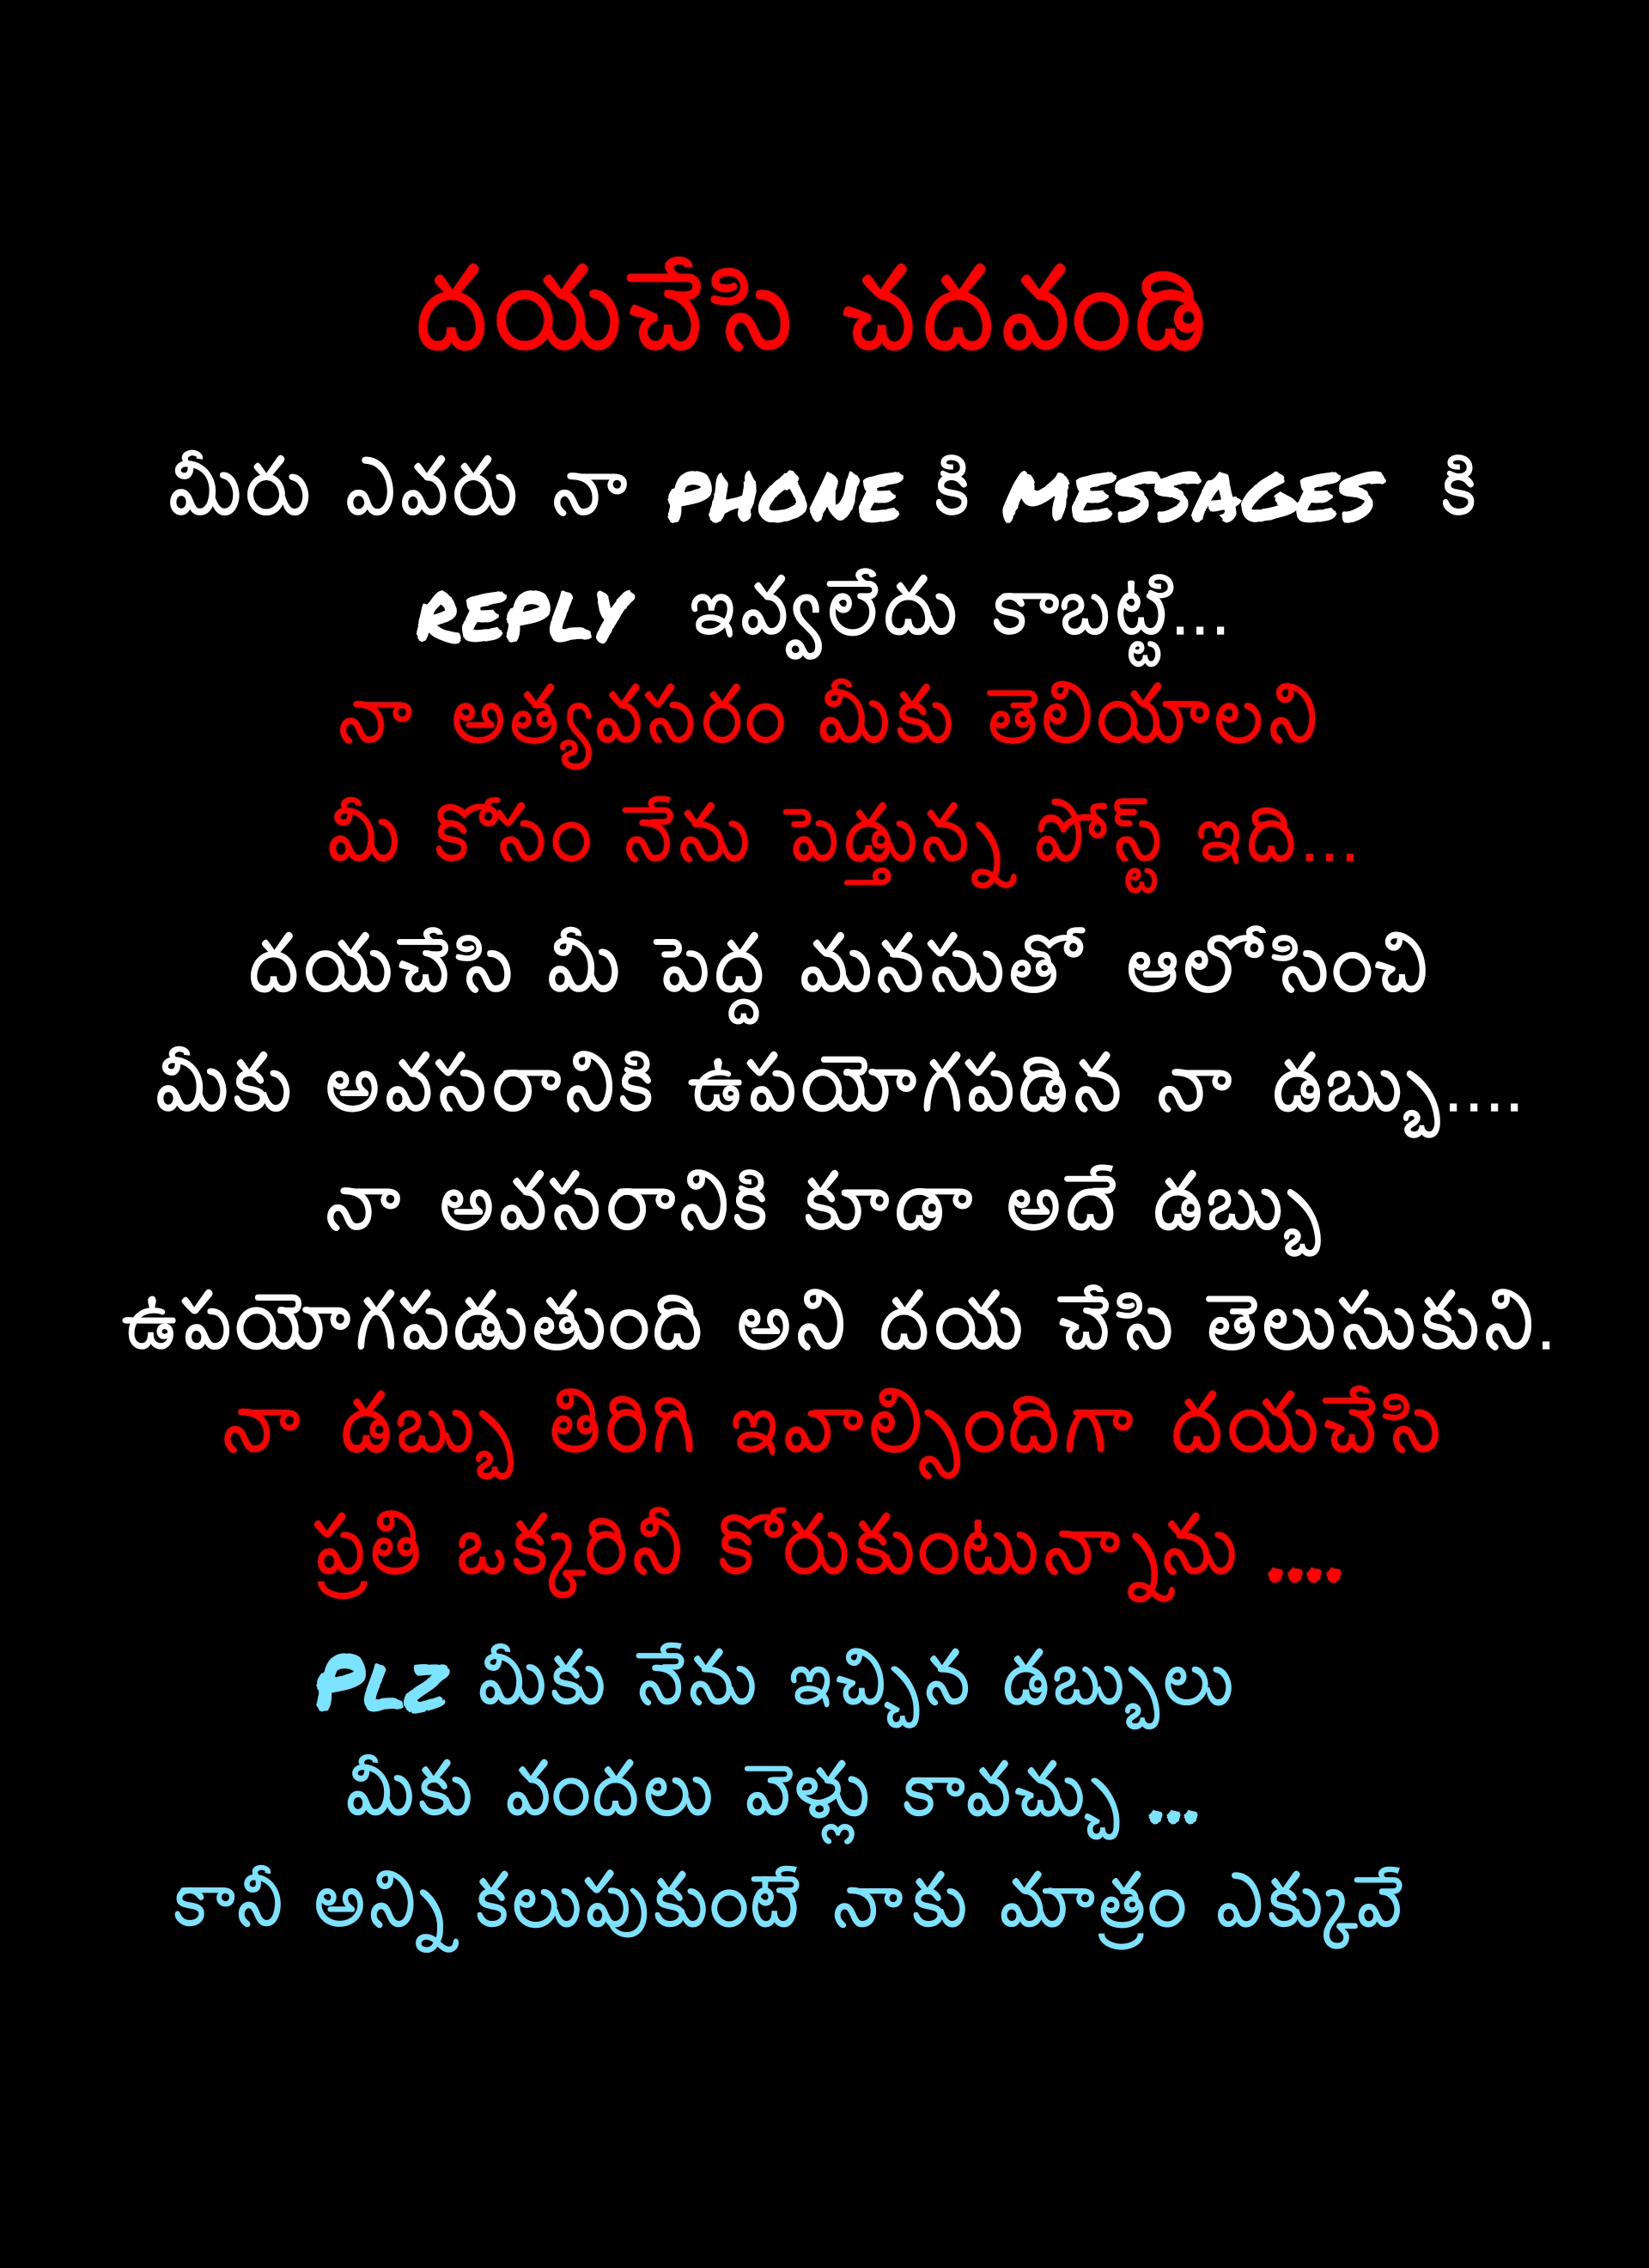 దయచేసి చదవండి
మీరు ఎవరు నా PHONE కి MESSAGES కి
REPLY ఇవ్వలేదు కాబట్టి...
నా అత్యవసరం మీకు తెలియాలని
మీ కోసం నేను పెడ్తున్న పోస్ట్ ఇది...
దయచేసి మీ పెద్ద మనసుతో ఆలోసించి
మీకు అవసరానికి ఉపయోగపడిన నా డబ్బు....
నా అవసరానికి కూడా అదే డబ్బు
ఉపయోగపడుతుంది అని దయ చేసి తెలుసుకుని.
నా డబ్బు తిరిగి ఇవాల్సిందిగా దయచేసి
ప్రతి ఒక్కరినీ కోరుకుంటున్నాను ....
PLZ మీకు నేను ఇచ్చిన డబ్బులు
మీకు వందలు వెళ్లు కావచ్చు ...
కానీ అన్ని కలుపుకుంటే నాకు మాత్రం ఎక్కువే